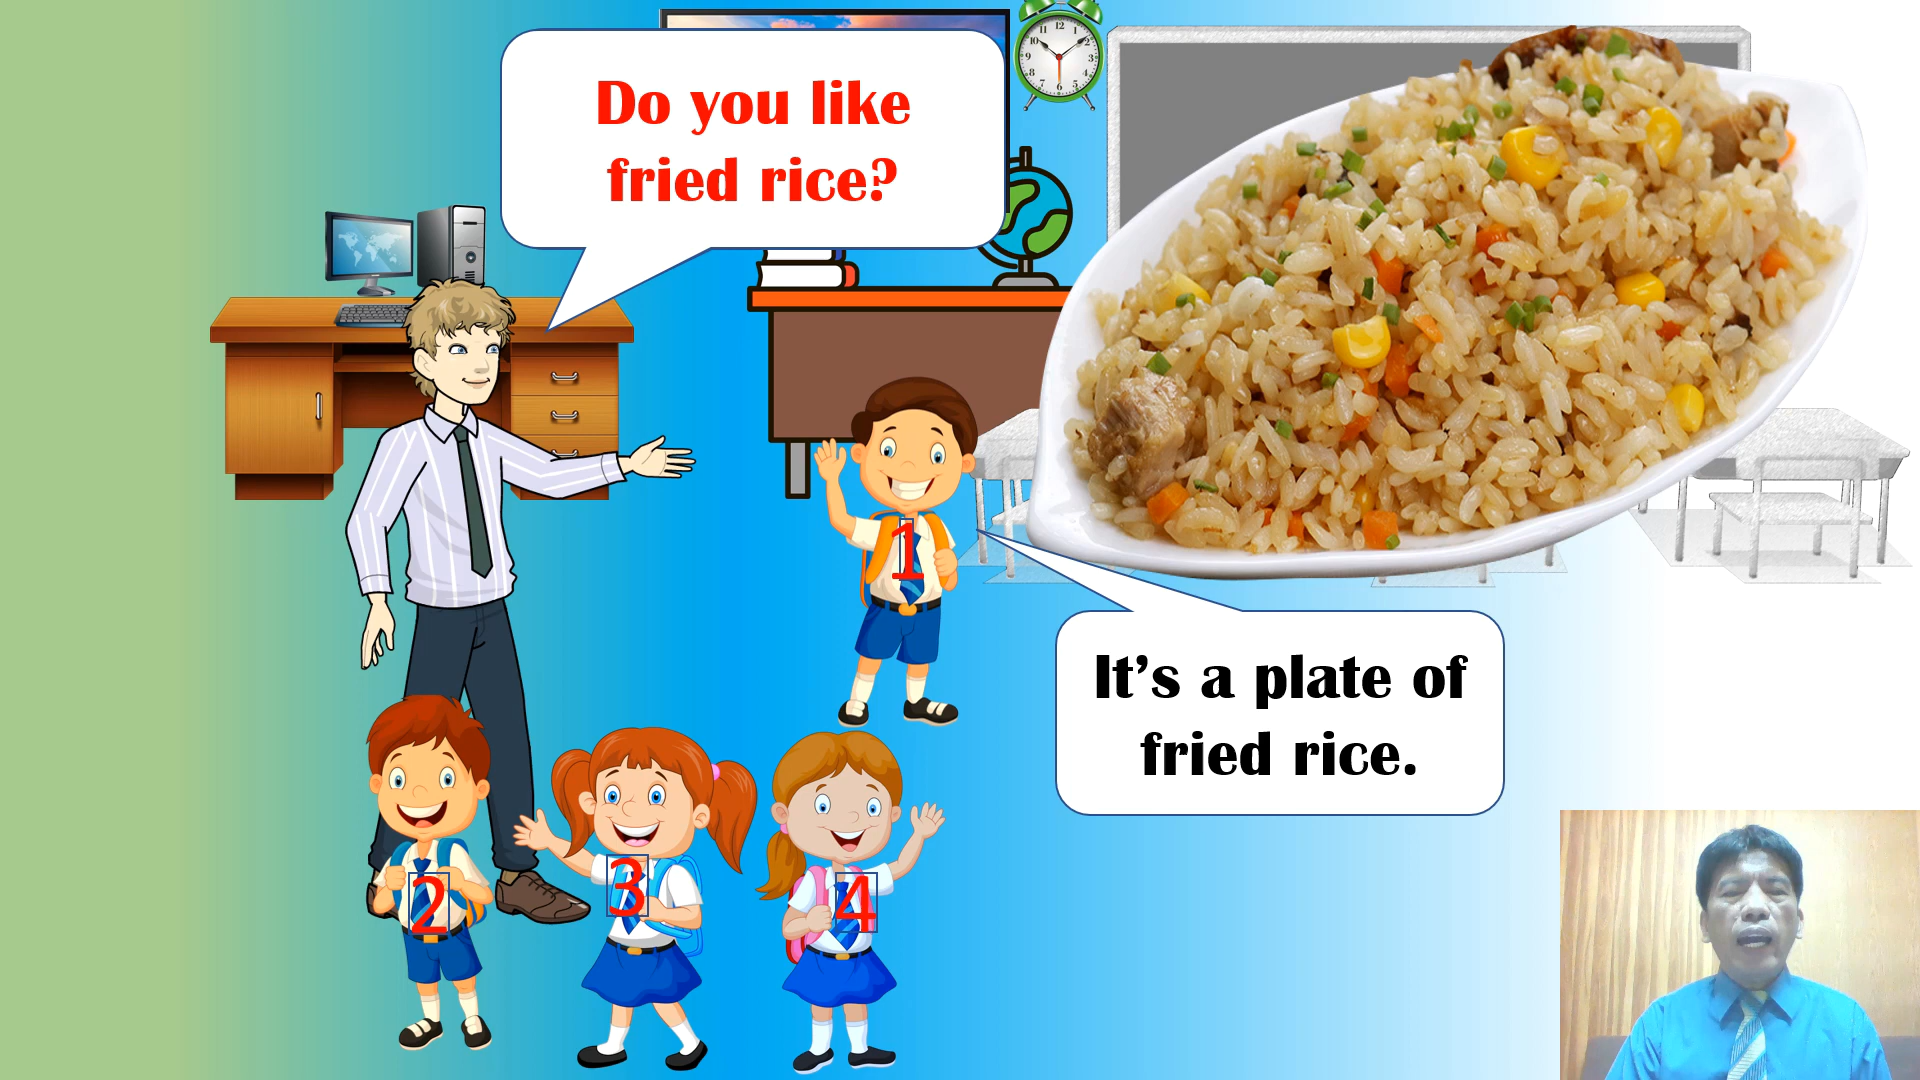 Do you like
fried rice?
1
It's a plate of
fried rice.
2
3
4